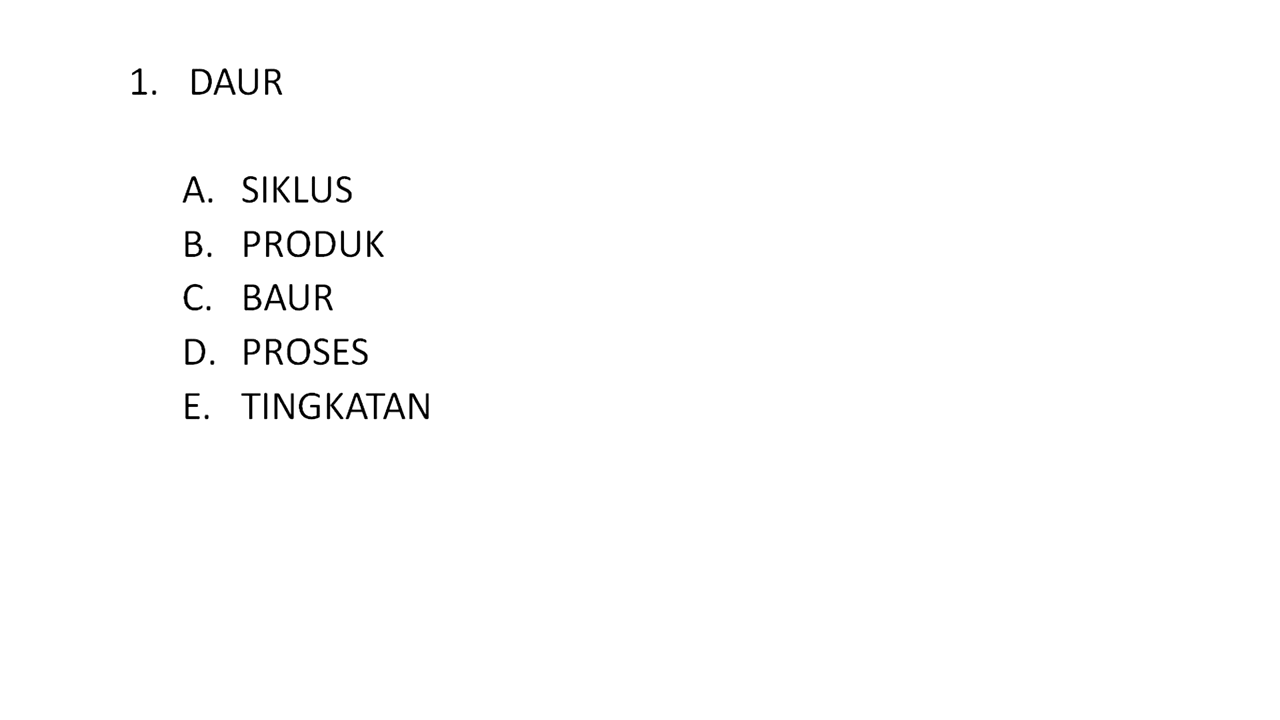 1. DAUR
A. SIKLUS
B. PRODUK
C. BAUR
D. PROSES
E. TINGKATAN